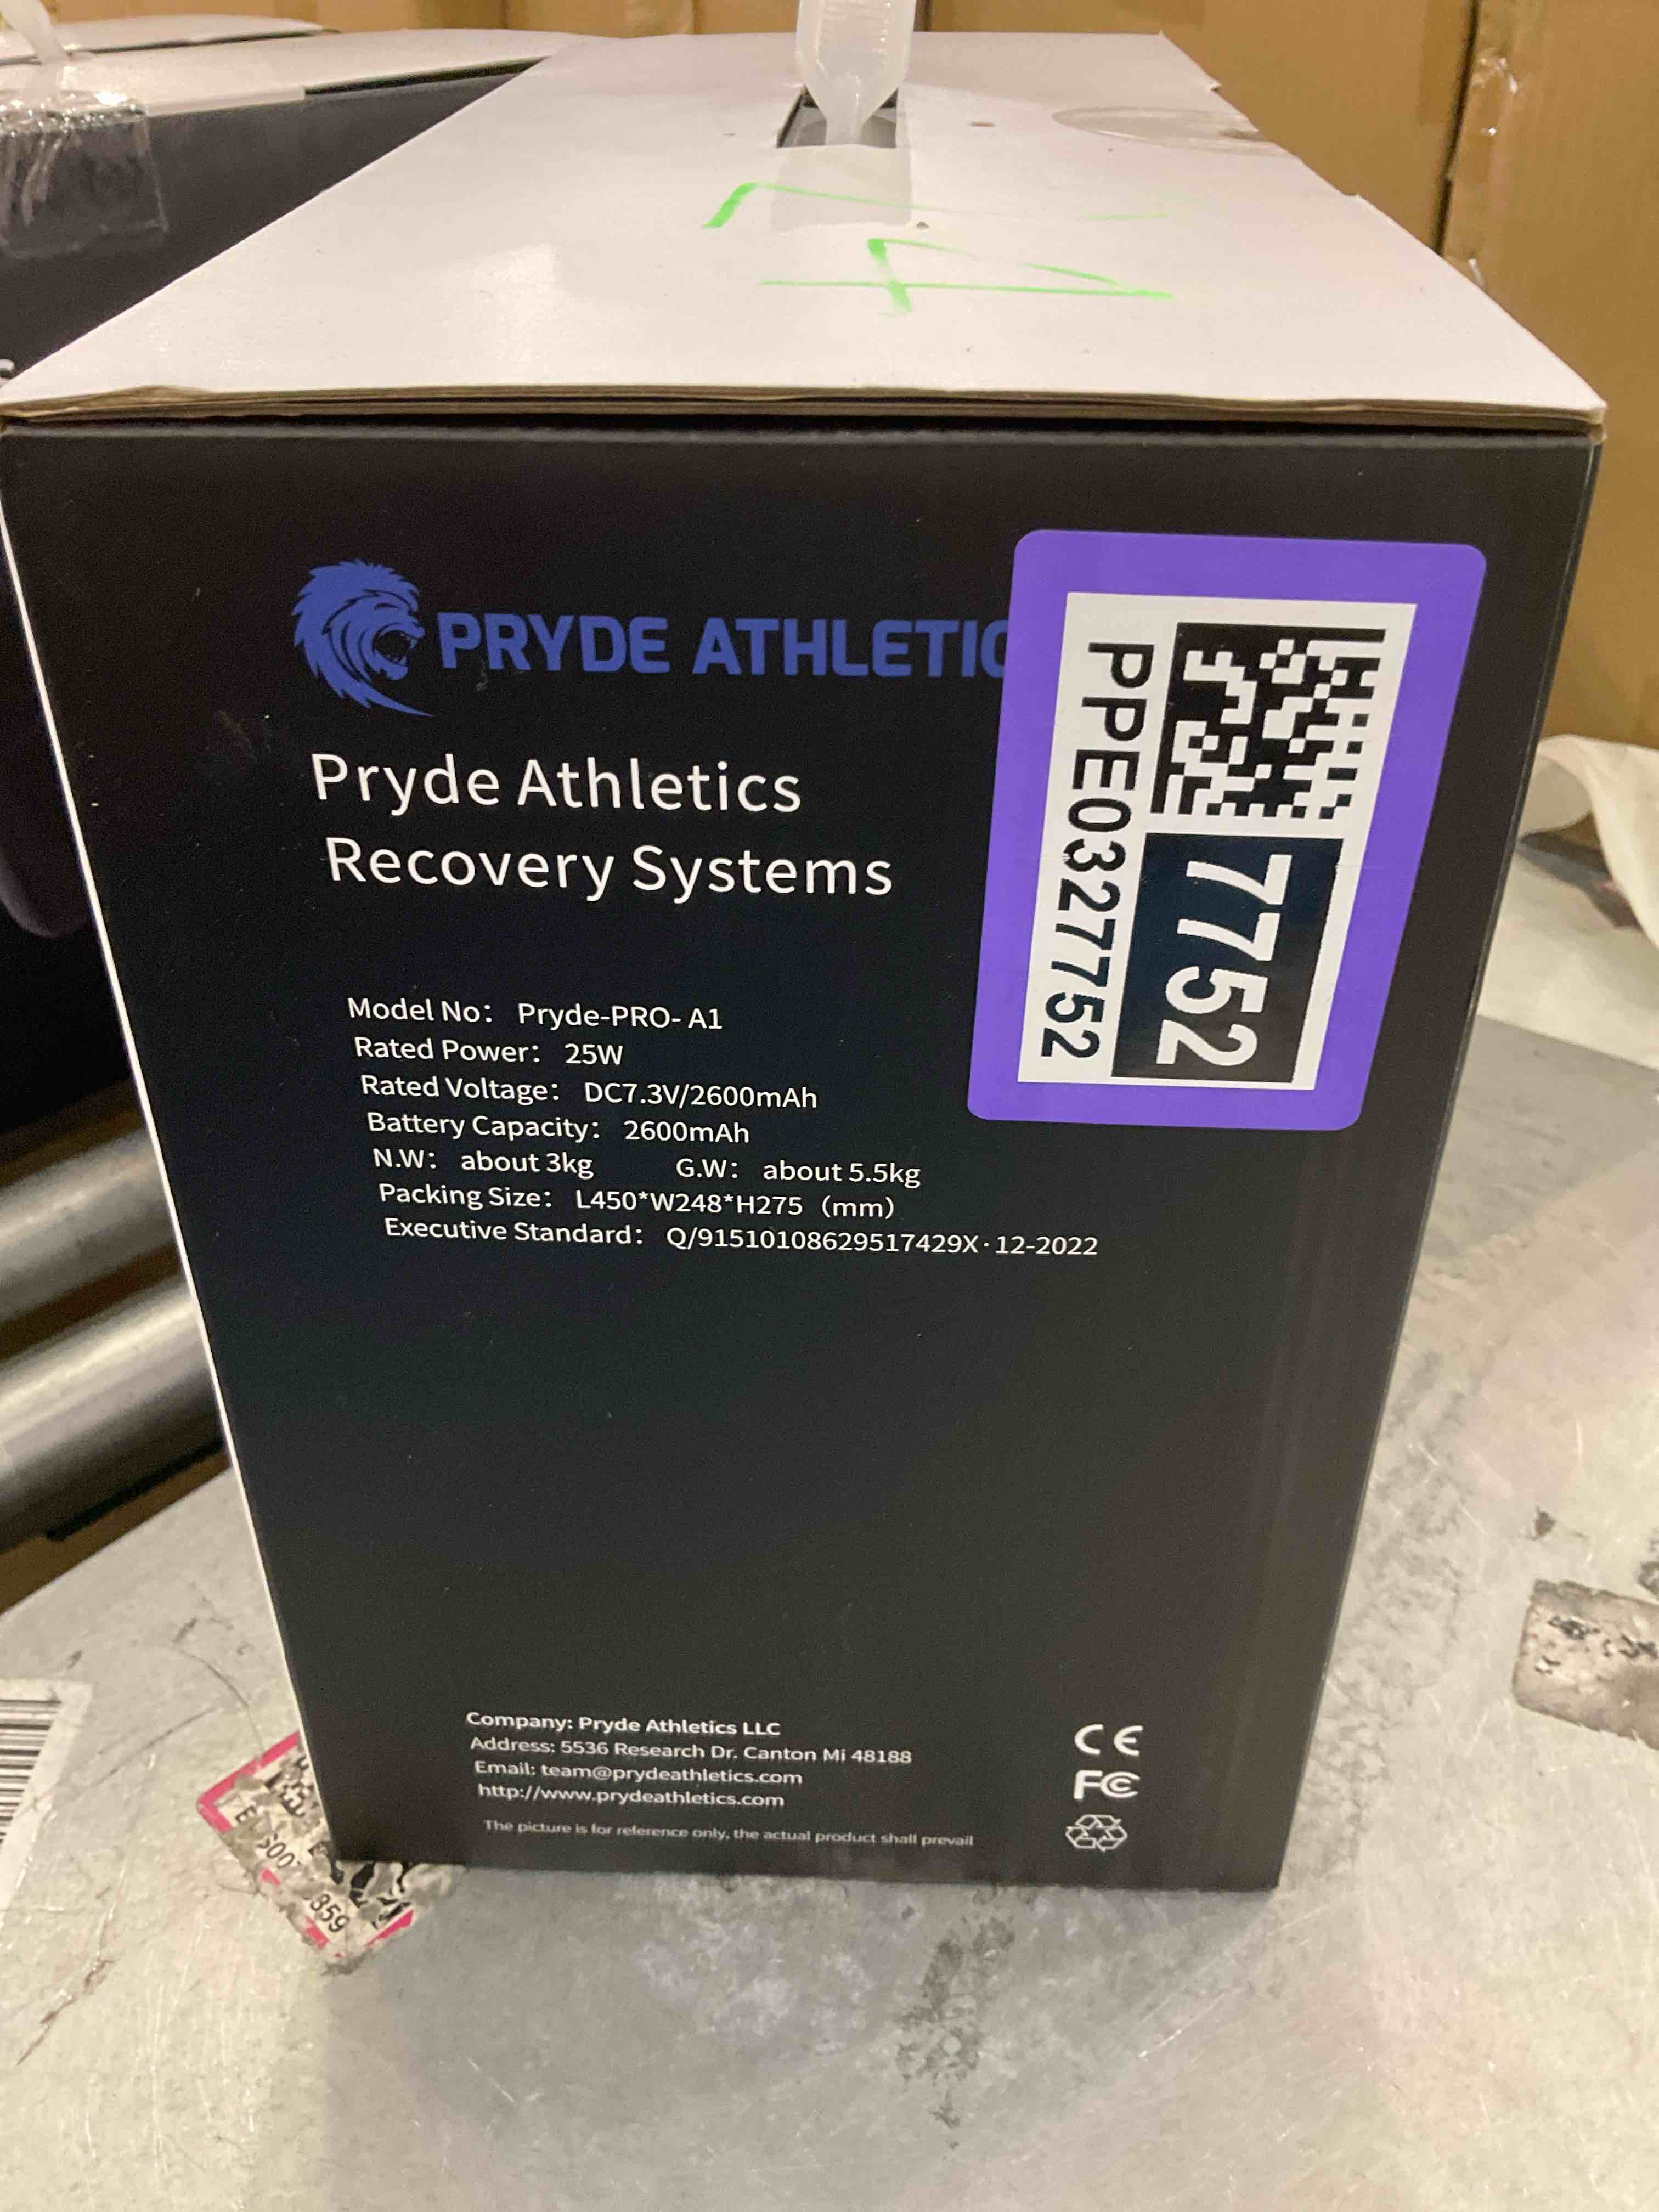 PRYDE ATHLETIC
Pryde Athletics
Recovery Systems
PPE0327752
7752
Model No： Pryde-PRO- A1
Rated Power： 25W
Rated Voltage： DC7.3V/2600mAh
Battery Capacity： 2600mAh
N.W： about 3kg G.W： about 5.5kg
Packing Size： L450*W248*H275（mm）
Executive Standard： Q/91510108629517429X·12-2022
Company: Pryde Athletics LLC
Address: 5536 Research Dr. Canton Mi 48188
Email: team@prydeathletics.com
http://www.prydeathletics.com
The picture is for reference only, the actual product shall prevail
CE
FC